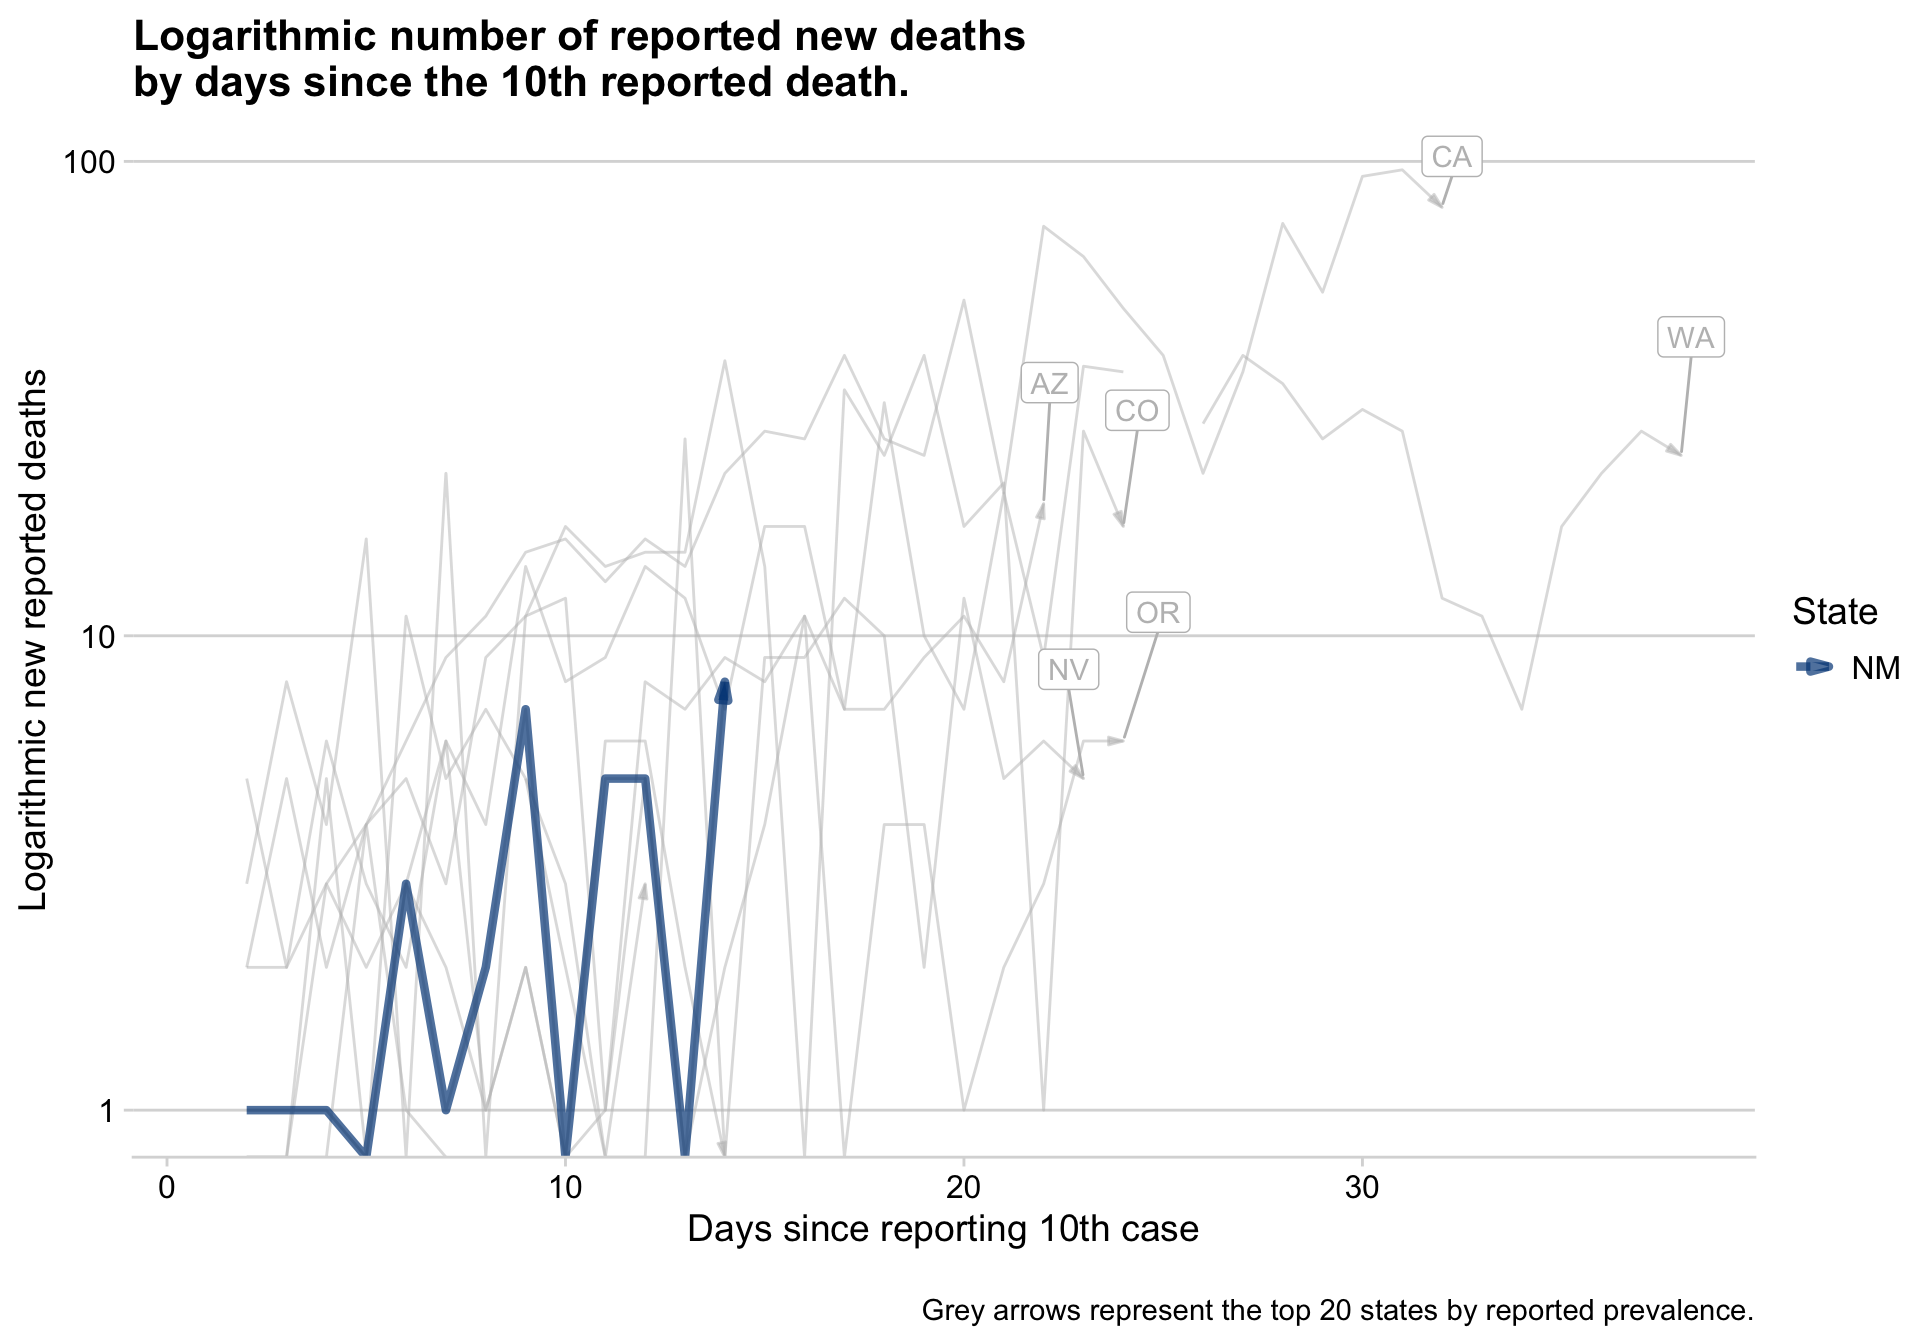 Logarithmic number of reported new deaths
by days since the 10th reported death.
Logarithmic new reported deaths
100
10
1
CA
WA
AZ
CO
OR
NV
State
NM
0
10
20
30
Days since reporting 10th case
Grey arrows represent the top 20 states by reported prevalence.